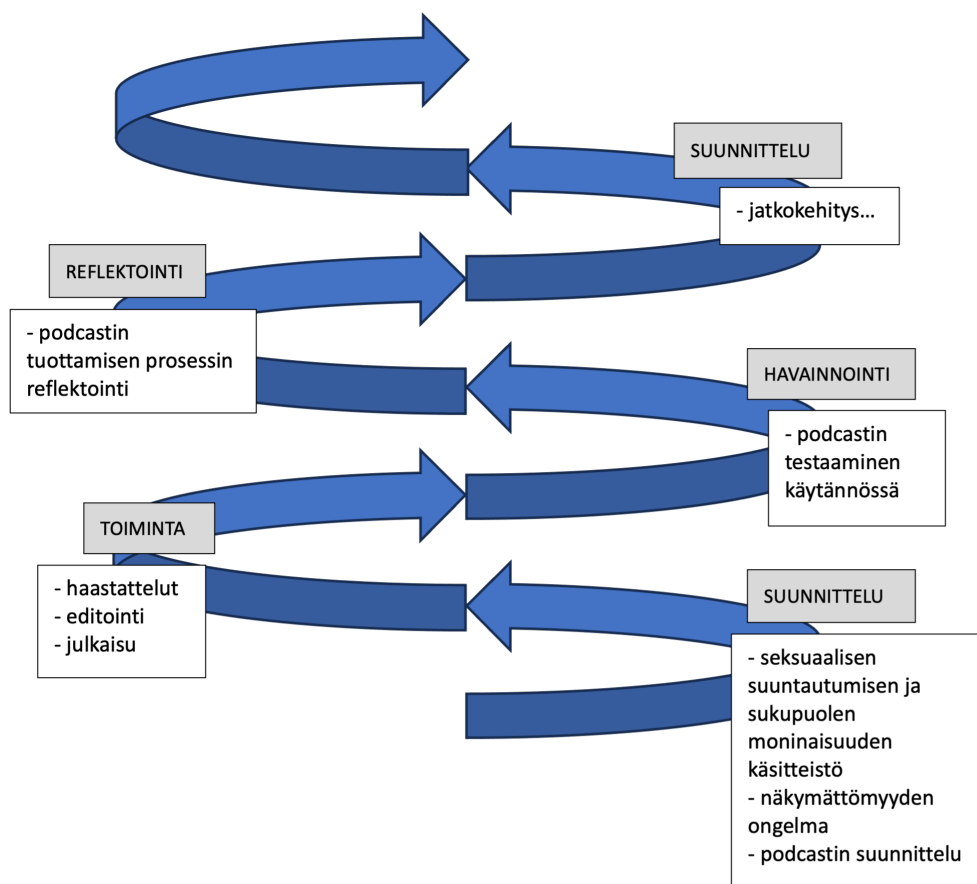 SUUNNITTELU
- jatkokehitys...
REFLEKTOINTI
- podcastin
tuottamisen prosessin
reflektointi
HAVAINNOINTI
- podcastin
testaaminen
käytännössä
TOIMINTA
- haastattelut
- editointi
- julkaisu
SUUNNITTELU
- seksuaalisen
suuntautumisen ja
sukupuolen
moninaisuuden
käsitteistö
- näkymättömyyden
ongelma
- podcastin suunnittelu